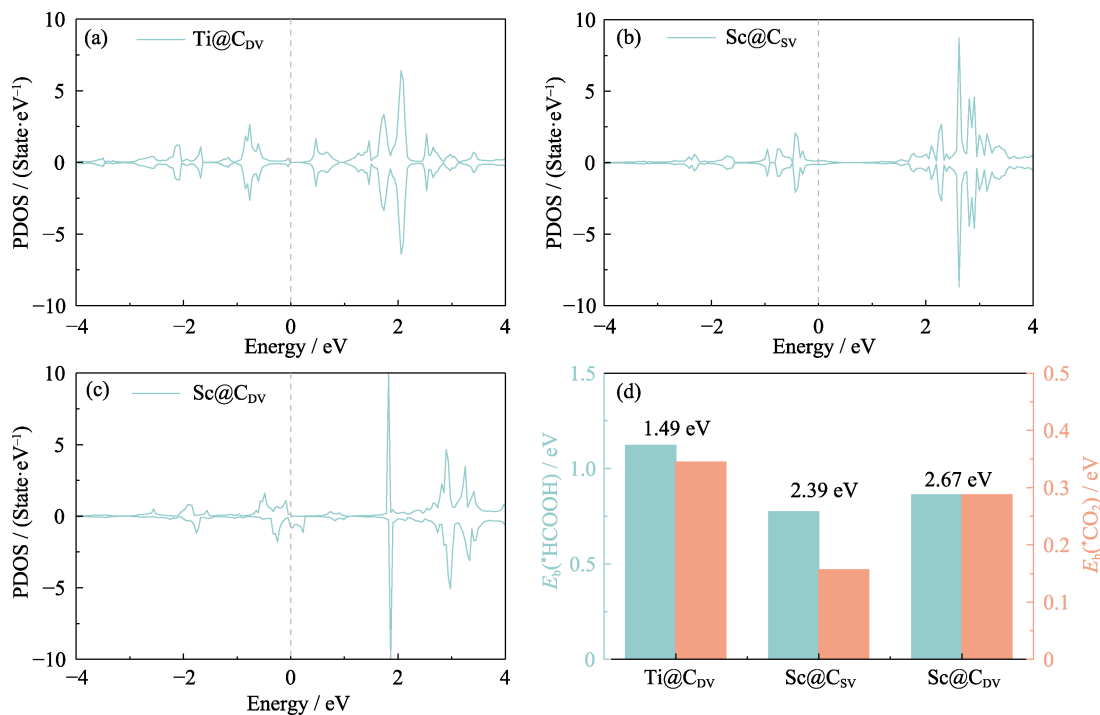 (a) Ti@C_DV
PDOS / (State·eV⁻¹)
10
5
0
−5
−10
−4 −2 0 2 4
Energy / eV
(b) Sc@C_SV
PDOS / (State·eV⁻¹)
10
5
0
−5
−10
−4 −2 0 2 4
Energy / eV
(c) Sc@C_DV
PDOS / (State·eV⁻¹)
10
5
0
−5
−10
−4 −2 0 2 4
Energy / eV
(d)
E_b(*HCOOH) / eV
1.5
1.0
0.5
0
1.49 eV
2.39 eV
2.67 eV
Ti@C_DV Sc@C_SV Sc@C_DV
0.5
0.4
0.3
0.2
0.1
0
E_b(*CO₂) / eV